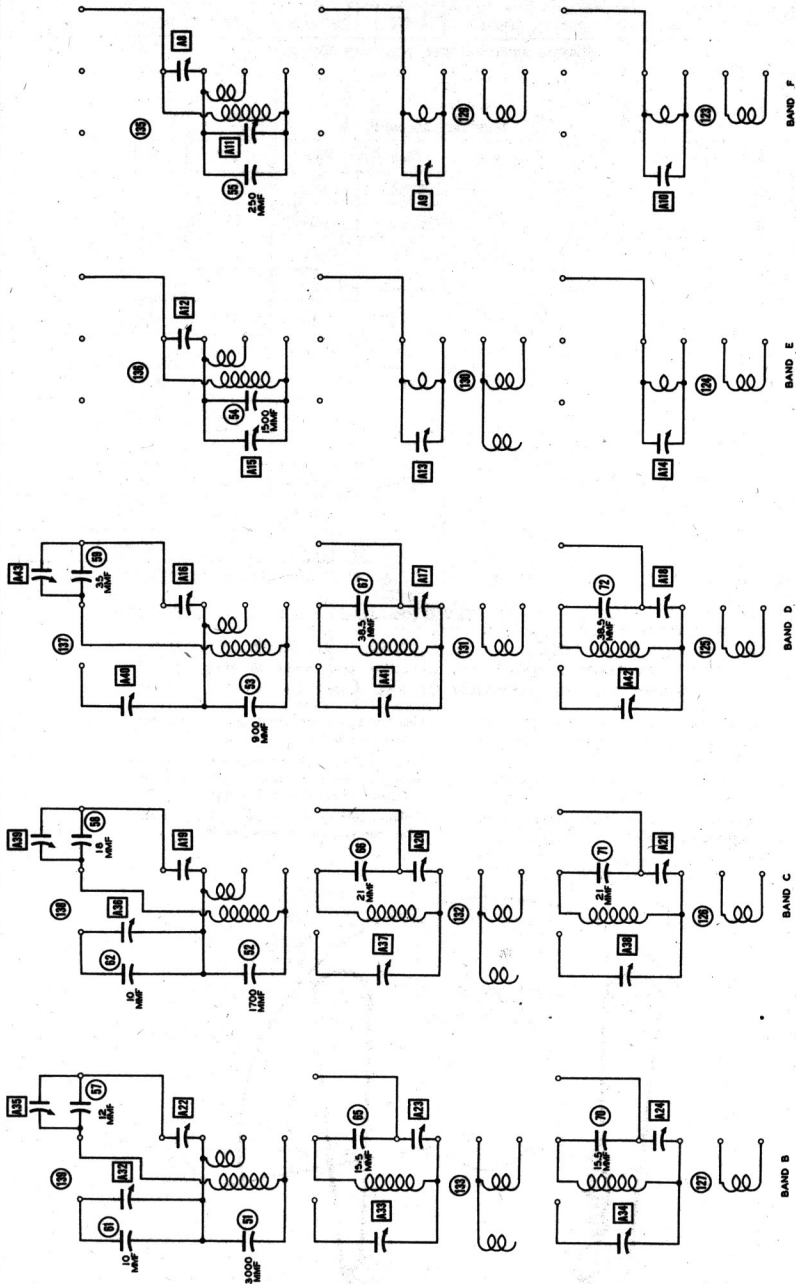 A8
135
A11
55
250
MMF
A9
129
A10
123
BAND F
A12
136
54
1500
MMF
A15
A13
130
A14
124
BAND E
A43
59
35
MMF
137
A16
A40
53
900
MMF
67
38.5
MMF
A17
A41
131
72
38.5
MMF
A18
A42
125
BAND D
A39
58
18
MMF
138
A36
A19
62
10
MMF
52
1700
MMF
66
21
MMF
A20
A37
132
71
21
MMF
A21
A38
126
BAND C
A35
57
12
MMF
139
A32
A22
61
10
MMF
51
3000
MMF
65
15.5
MMF
A23
A33
133
70
15.5
MMF
A24
A34
127
BAND B